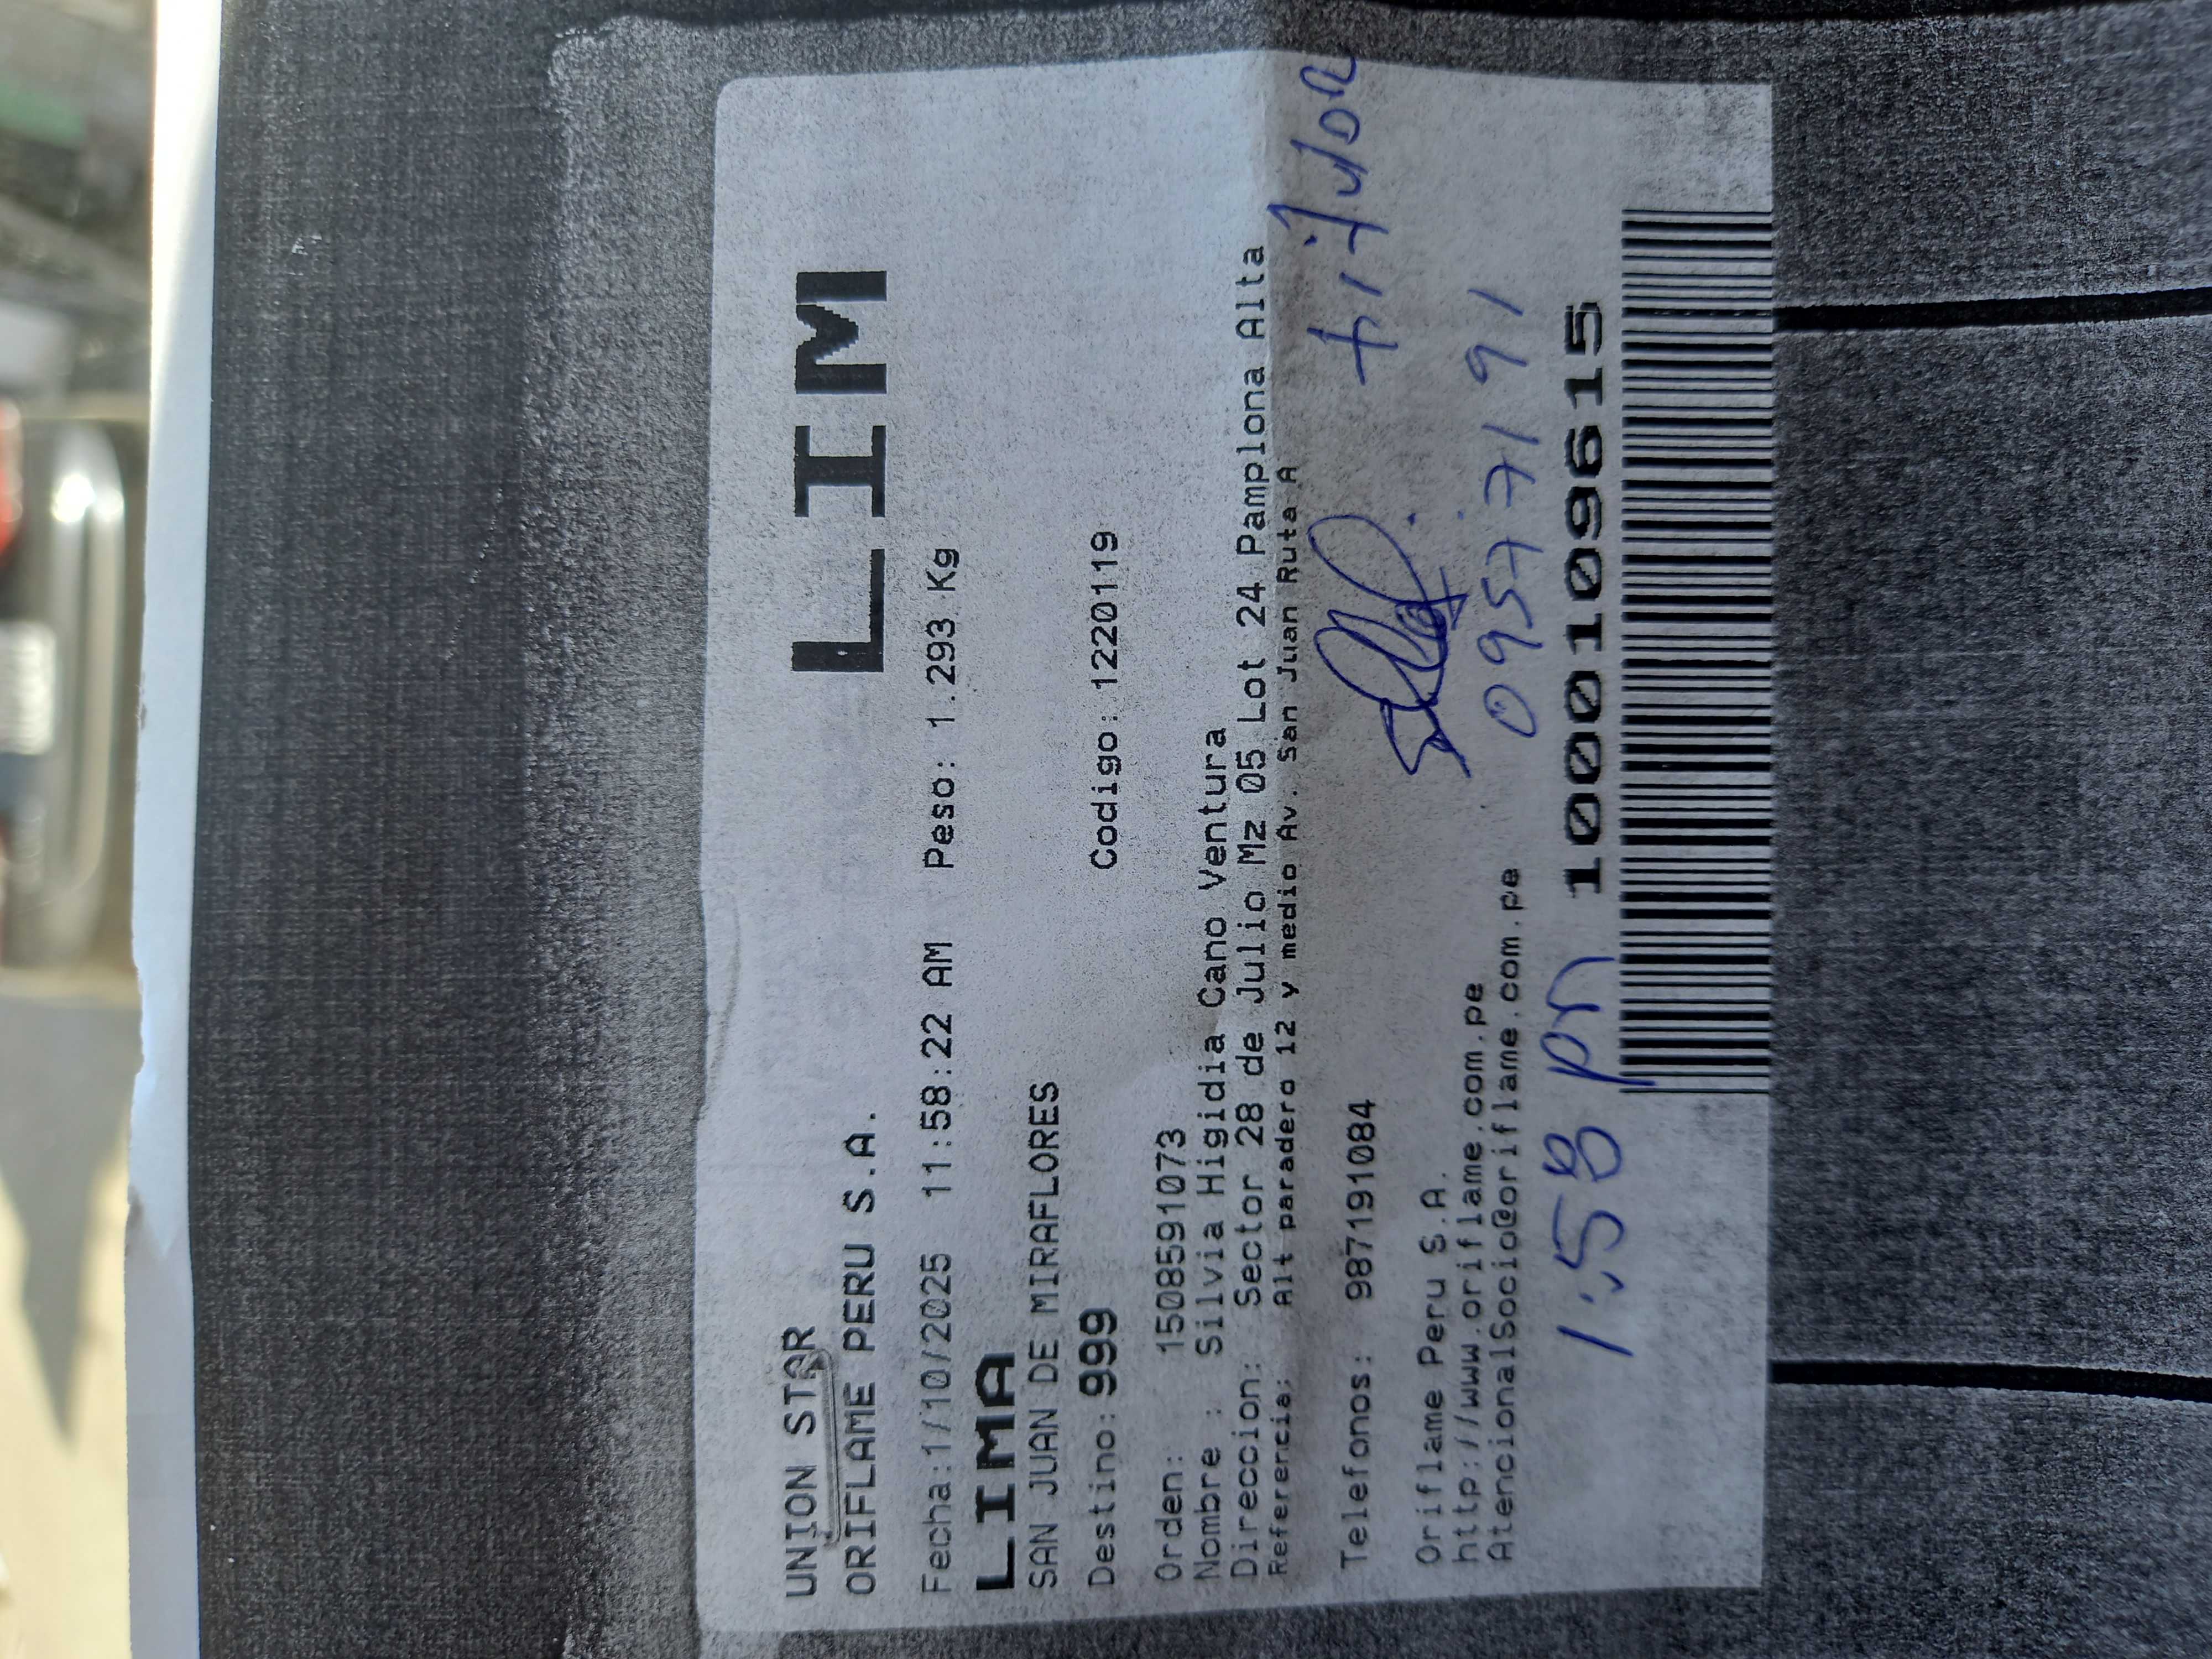 UNION STAR
ORIFLAME PERU S.A.
LIM
Fecha:1/10/2025 11:58:22 AM Peso: 1.293 Kg
LIMA
SAN JUAN DE MIRAFLORES
Destino: 999 Codigo: 1220119
Orden: 1508591073
Nombre : Silvia Higidia Cano Ventura
Direccion: Sector 28 de Julio Mz 05 Lot 24 Pamplona Alta
Referencia: Alt paradero 12 y medio Av. San Juan Ruta A
titular
Telefonos: 987191084
09577191
Oriflame Peru S.A.
http://www.oriflame.com.pe
AtencionalSocio@oriflame.com.pe
1:58 pm
10001109615